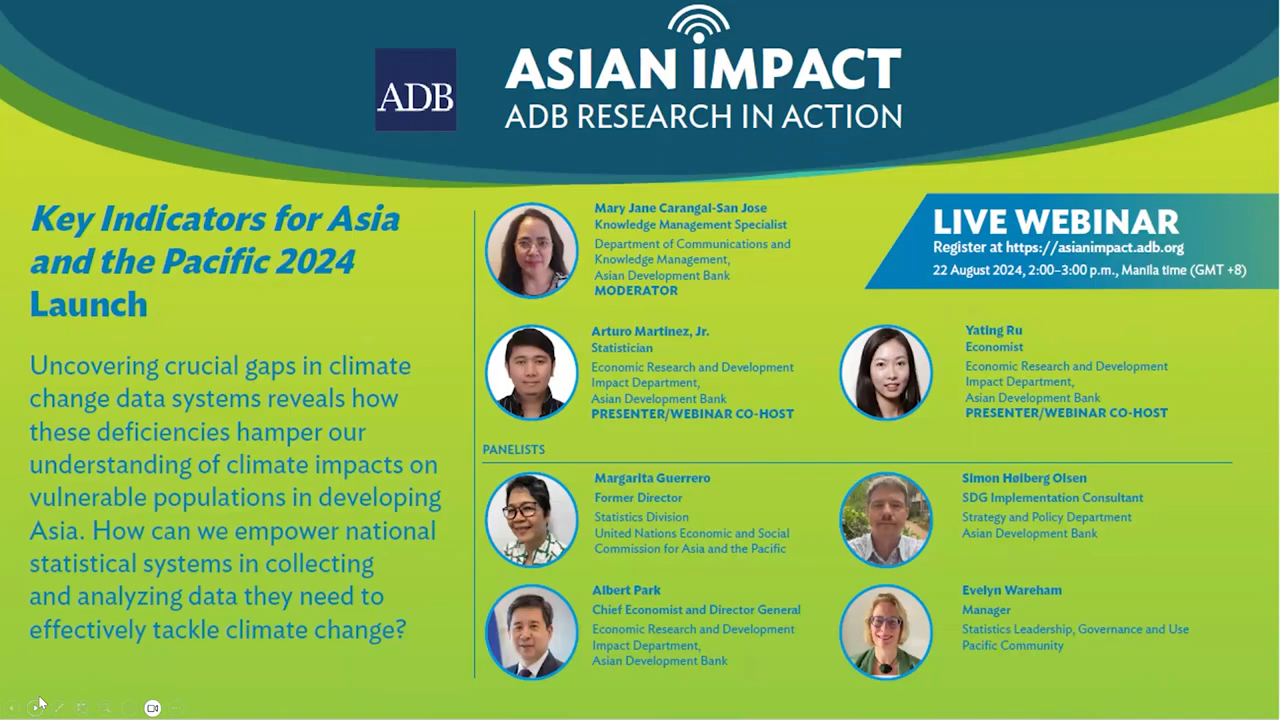 ADB
ASIAN IMPACT
ADB RESEARCH IN ACTION
Key Indicators for Asia
and the Pacific 2024
Launch
Uncovering crucial gaps in climate
change data systems reveals how
these deficiencies hamper our
understanding of climate impacts on
vulnerable populations in developing
Asia. How can we empower national
statistical systems in collecting
and analyzing data they need to
effectively tackle climate change?
Mary Jane Carangal-San Jose
Knowledge Management Specialist
Department of Communications and
Knowledge Management,
Asian Development Bank
MODERATOR
LIVE WEBINAR
Register at https://asianimpact.adb.org
22 August 2024, 2:00–3:00 p.m., Manila time (GMT +8)
Arturo Martinez, Jr.
Statistician
Economic Research and Development
Impact Department,
Asian Development Bank
PRESENTER/WEBINAR CO-HOST
Yating Ru
Economist
Economic Research and Development
Impact Department,
Asian Development Bank
PRESENTER/WEBINAR CO-HOST
PANELISTS
Margarita Guerrero
Former Director
Statistics Division
United Nations Economic and Social
Commission for Asia and the Pacific
Simon Høiberg Olsen
SDG Implementation Consultant
Strategy and Policy Department
Asian Development Bank
Albert Park
Chief Economist and Director General
Economic Research and Development
Impact Department,
Asian Development Bank
Evelyn Wareham
Manager
Statistics Leadership, Governance and Use
Pacific Community